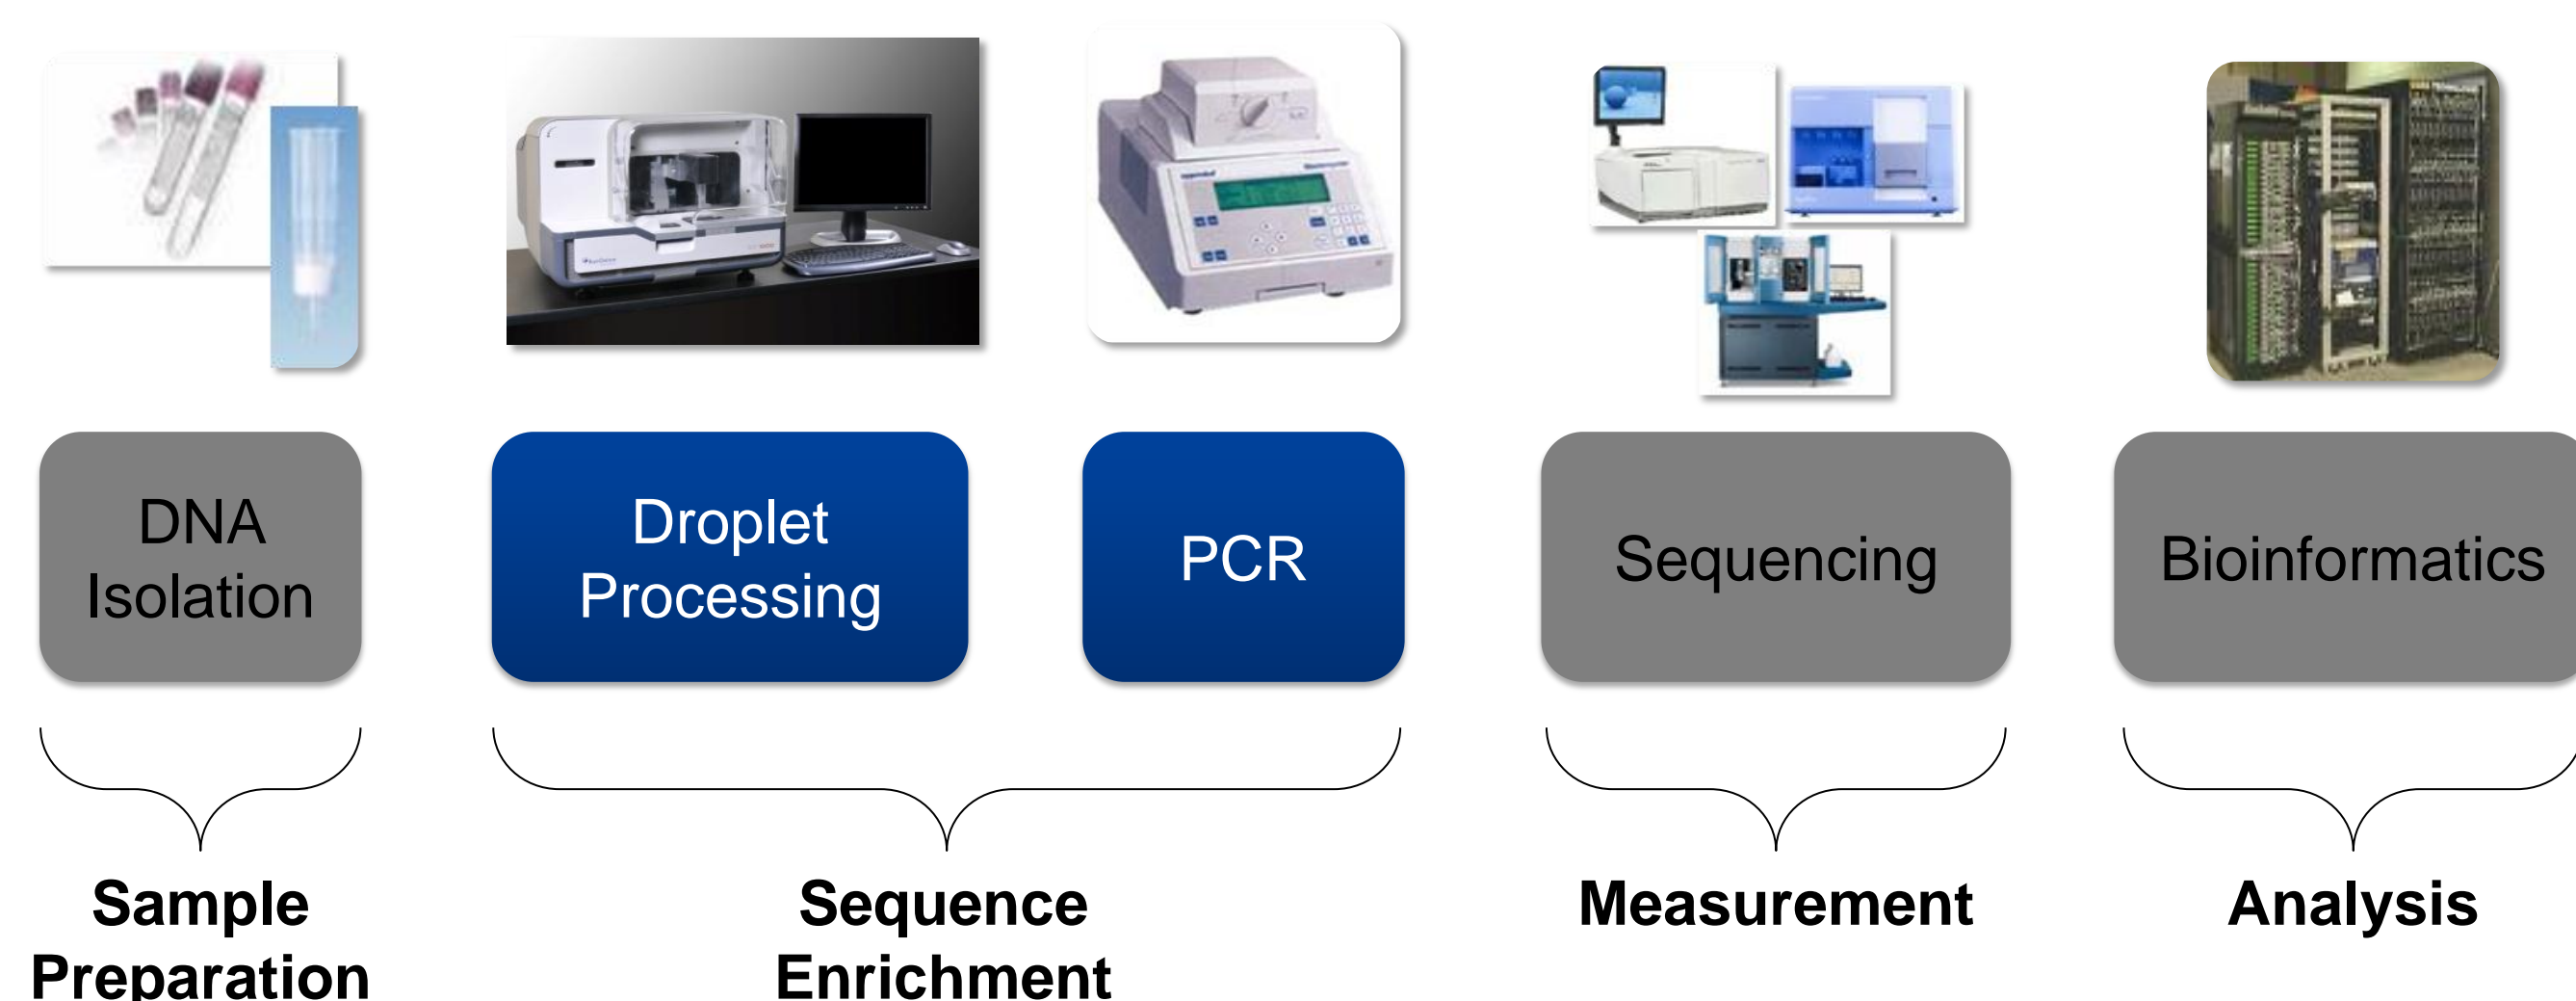 DNA
Isolation
Droplet
Processing
PCR
Sequencing
Bioinformatics
Sample
Preparation
Sequence
Enrichment
Measurement
Analysis